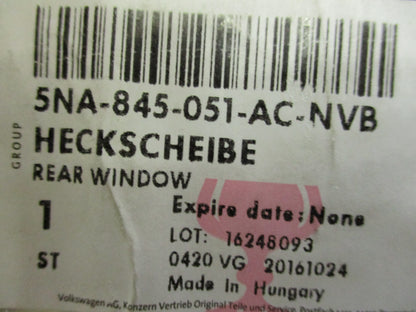 GROUP
5NA-845-051-AC-NVB
HECKSCHEIBE
REAR WINDOW
1
ST
Expire date: None
LOT: 16248093
0420 VG 20161024
Made In Hungary
Volkswagen AG, Konzern Vertrieb Original Teile und Service, Postfach